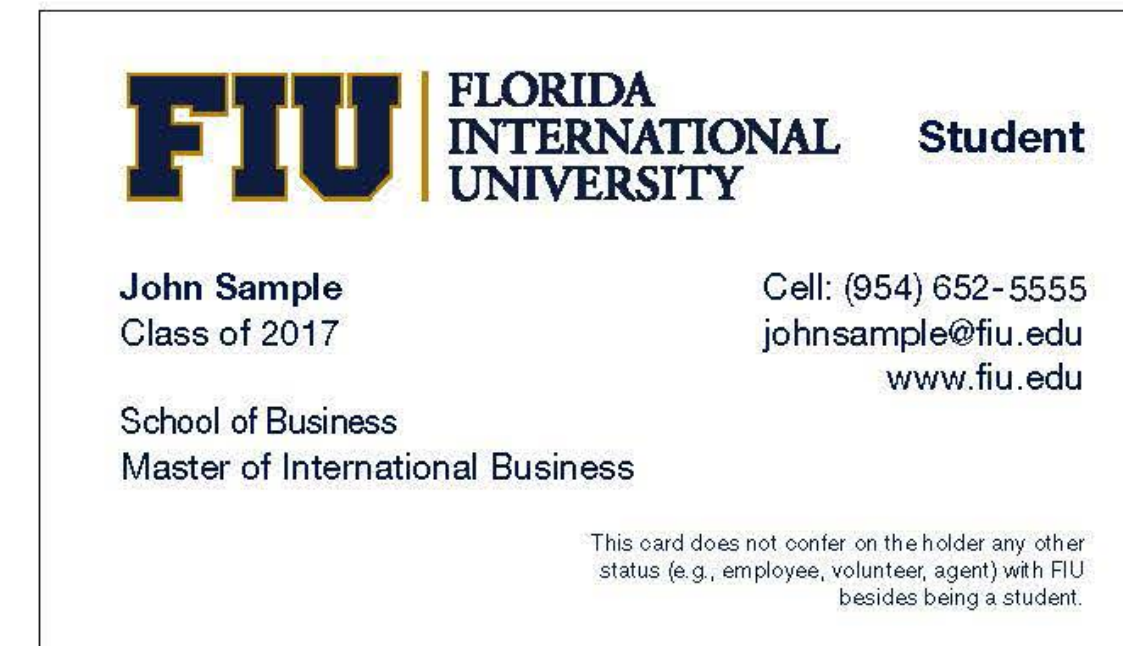 FIU
FLORIDA
INTERNATIONAL
UNIVERSITY
Student
John Sample
Class of 2017
School of Business
Master of International Business
Cell: (954) 652-5555
johnsample@fiu.edu
www.fiu.edu
This card does not confer on the holder any other
status (e.g., employee, volunteer, agent) with FIU
besides being a student.